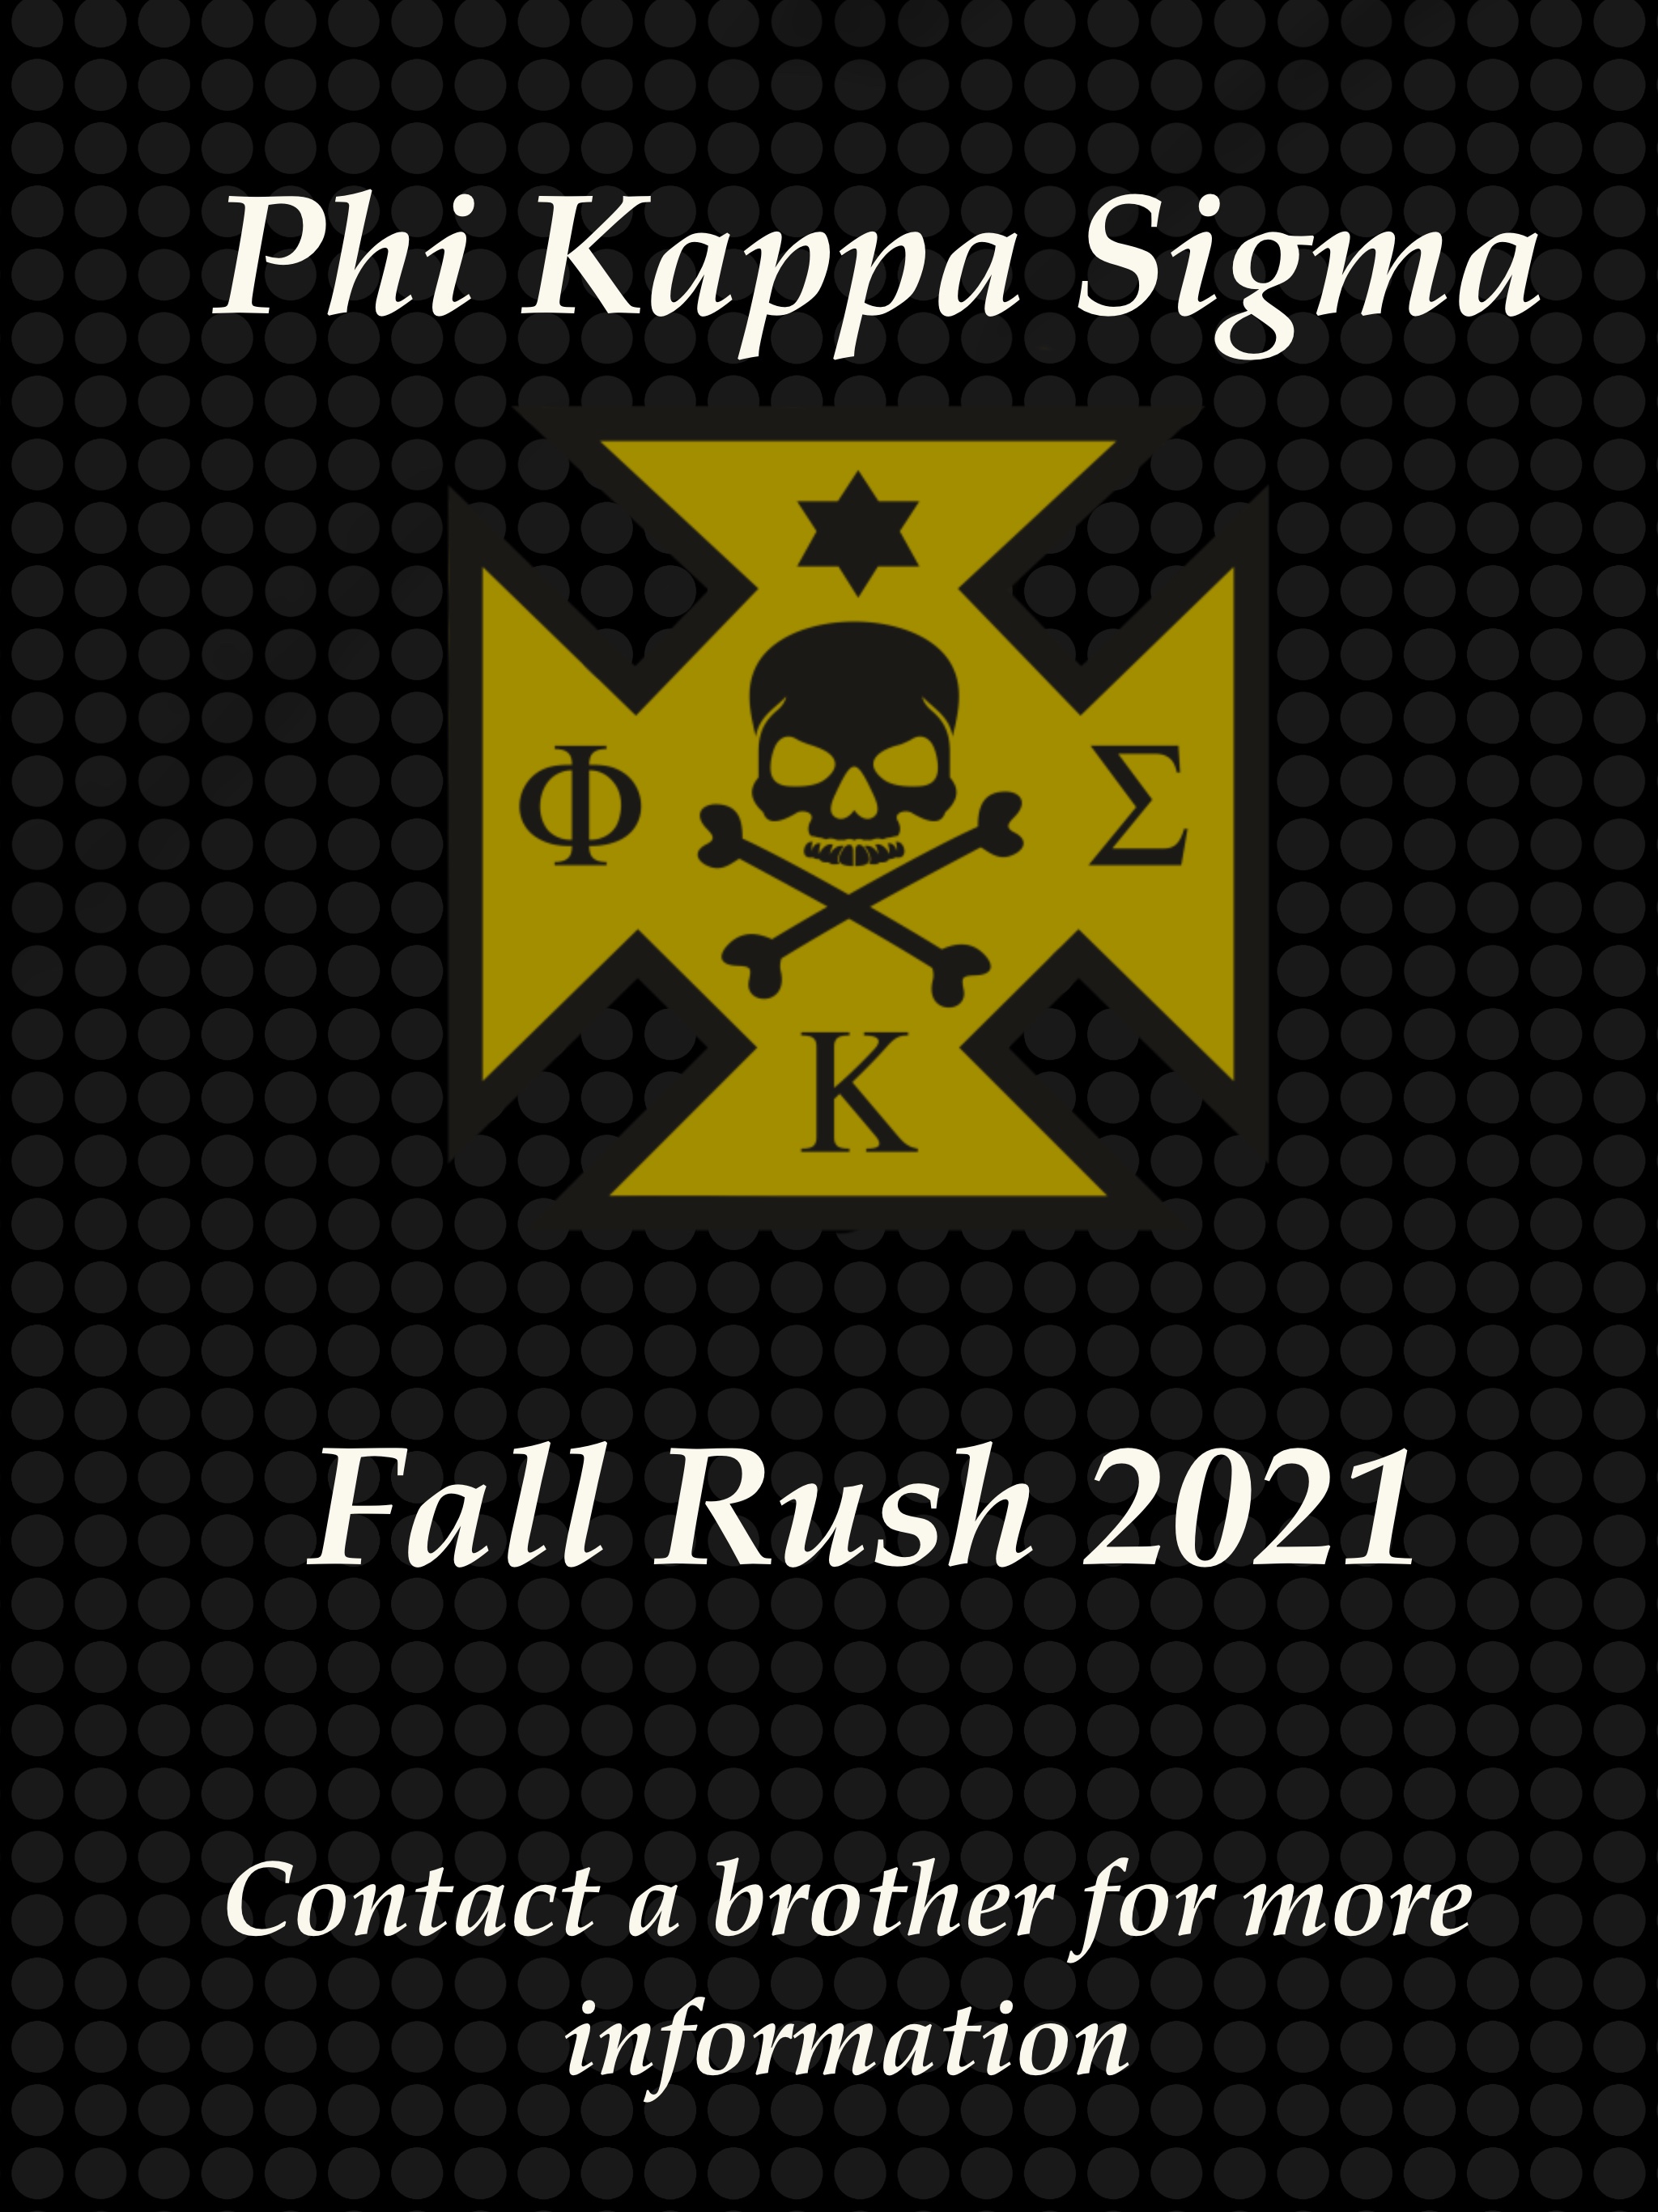 Phi Kappa Sigma
Φ Σ
Κ
Fall Rush 2021
Contact a brother for more
information